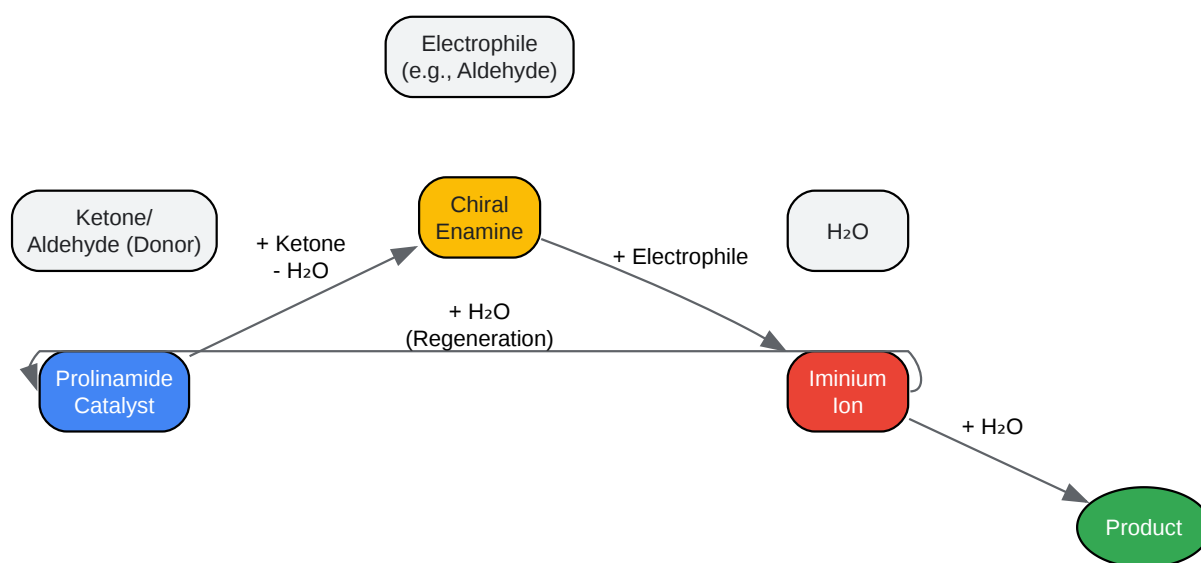 Electrophile
(e.g., Aldehyde)
Ketone/
Aldehyde (Donor)
+ Ketone
- H₂O
Chiral
Enamine
+ Electrophile
H₂O
+ H₂O
(Regeneration)
Prolinamide
Catalyst
Iminium
Ion
+ H₂O
Product